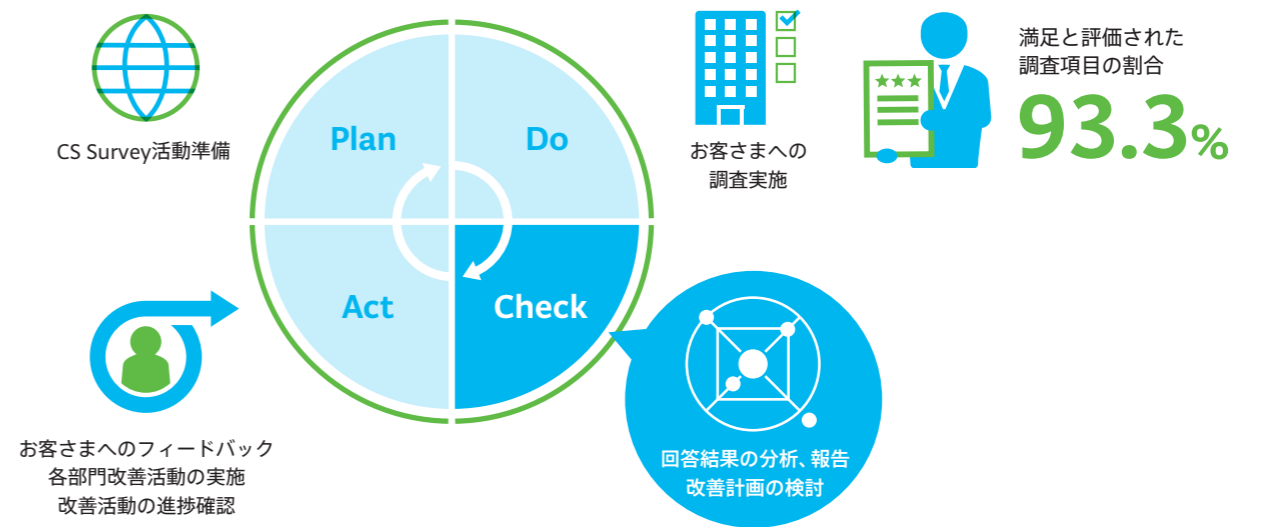 CS Survey活動準備
Plan
Do
お客さまへの
調査実施
満足と評価された
調査項目の割合
93.3%
Act
Check
お客さまへのフィードバック
各部門改善活動の実施
改善活動の進捗確認
回答結果の分析、報告
改善計画の検討